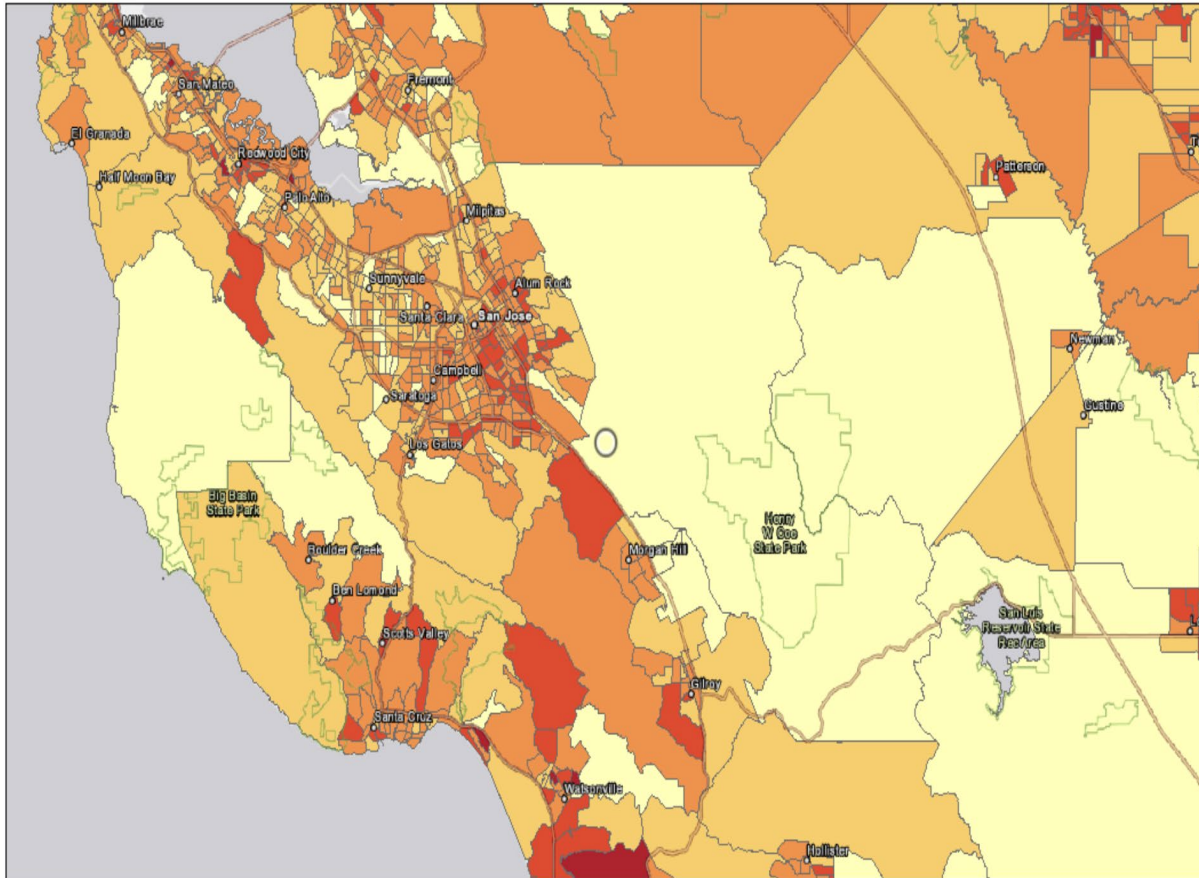 Millbrae
San Mateo
Fremont
El Granada
Redwood City
Half Moon Bay
Palo Alto
Patterson
Milpitas
Sunnyvale
Alum Rock
Santa Clara
San Jose
Newman
Campbell
Saratoga
Gustine
Los Gatos
Big Basin
State Park
Henry
W Coe
State Park
Boulder Creek
Morgan Hill
Ben Lomond
San Luis
Reservoir State
Rec Area
Scotts Valley
Gilroy
Santa Cruz
Watsonville
Hollister